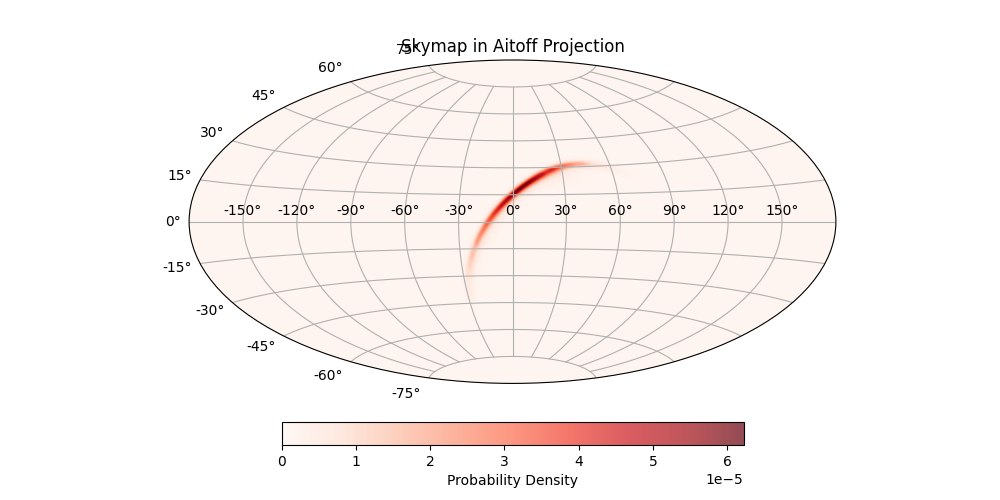 Skymap in Aitoff Projection
75°
60°
45°
30°
15°
-150° -120° -90° -60° -30° 0° 30° 60° 90° 120° 150°
0°
-15°
-30°
-45°
-60°
-75°
0 1 2 3 4 5 6
1e−5
Probability Density